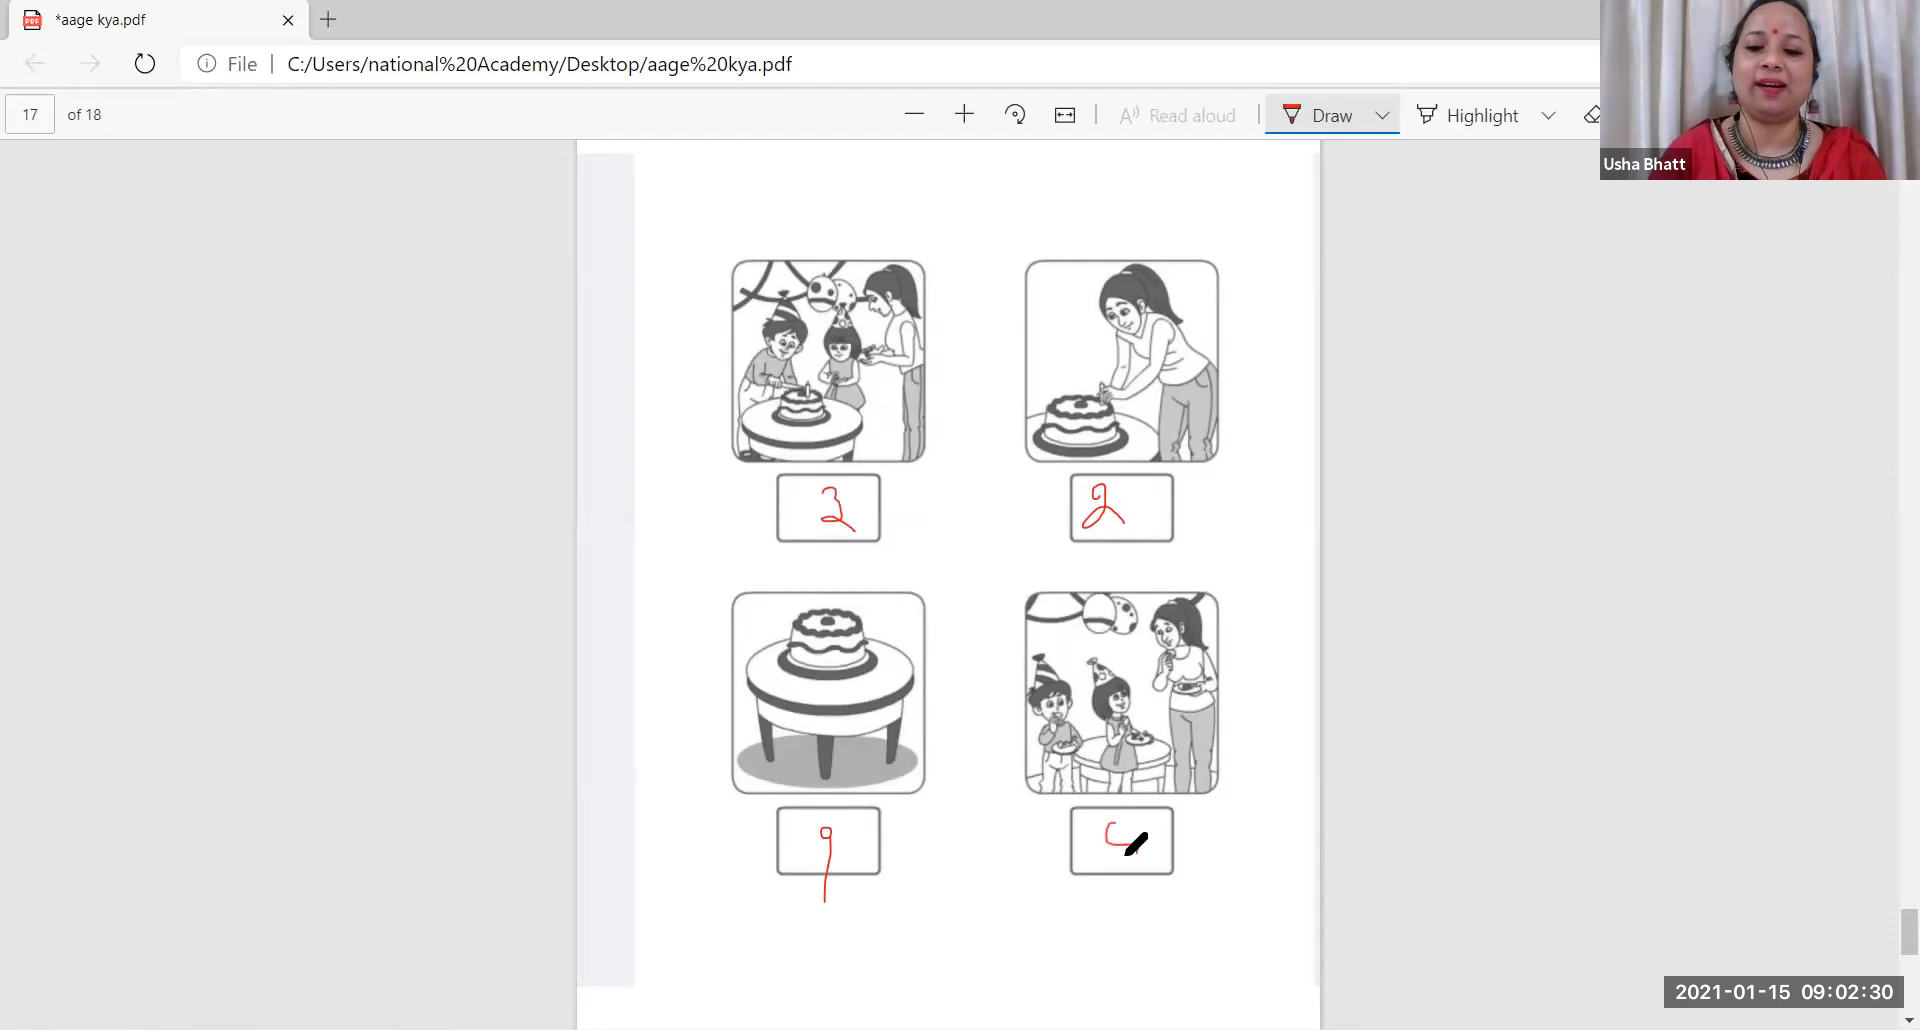 *aage kya.pdf
File
C:/Users/national%20Academy/Desktop/aage%20kya.pdf
17 of 18
Read aloud
Draw
Highlight
Usha Bhatt
३ २
१
2021-01-15 09:02:30